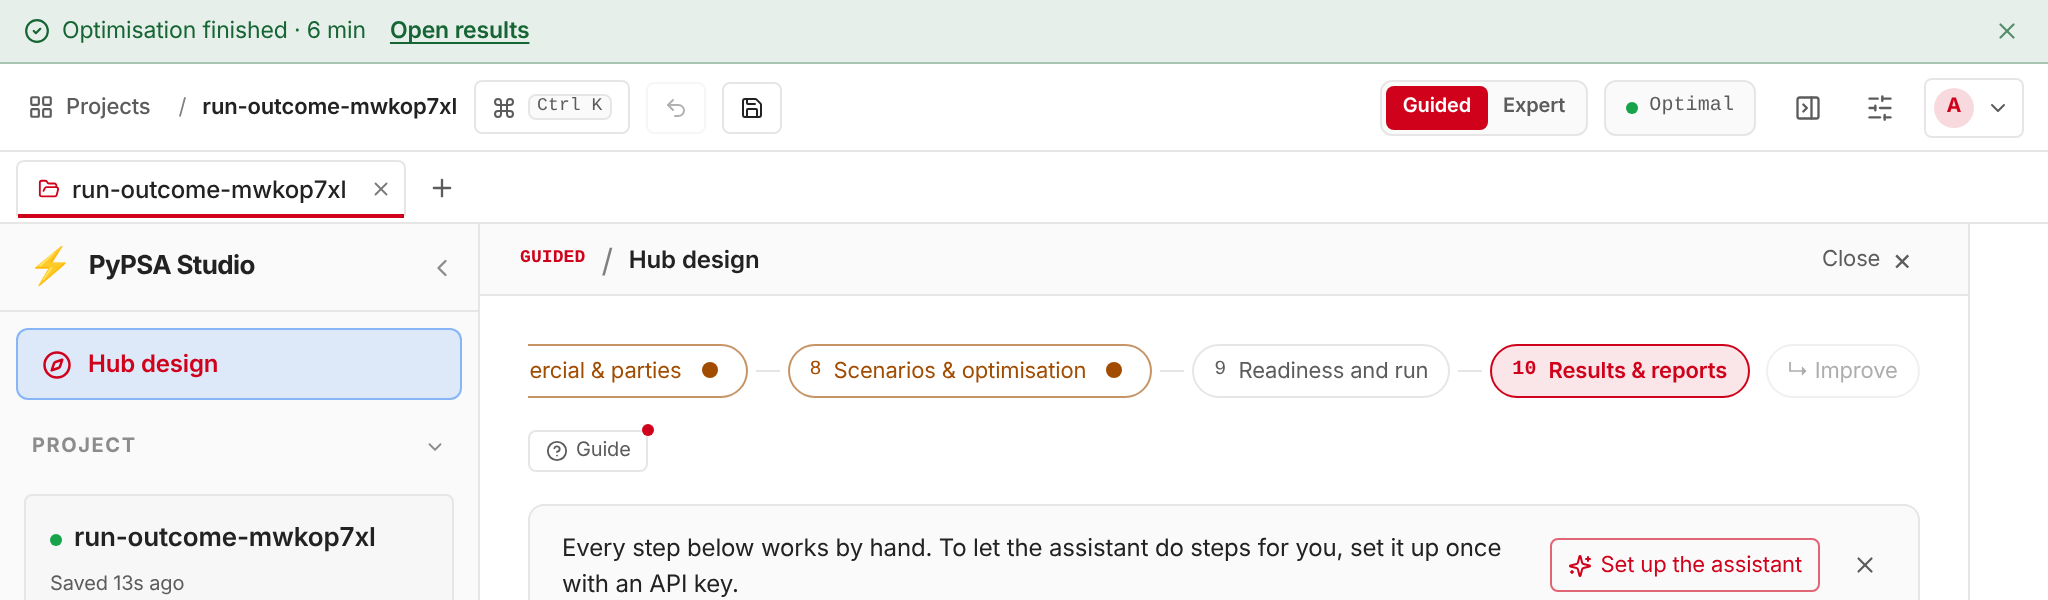 Optimisation finished · 6 min Open results
Projects / run-outcome-mwkop7xl Ctrl K Guided Expert Optimal A
run-outcome-mwkop7xl
PyPSA Studio
GUIDED / Hub design Close
Hub design
ercial & parties 8 Scenarios & optimisation 9 Readiness and run 10 Results & reports Improve
PROJECT
Guide
run-outcome-mwkop7xl
Saved 13s ago
Every step below works by hand. To let the assistant do steps for you, set it up once
with an API key.
Set up the assistant